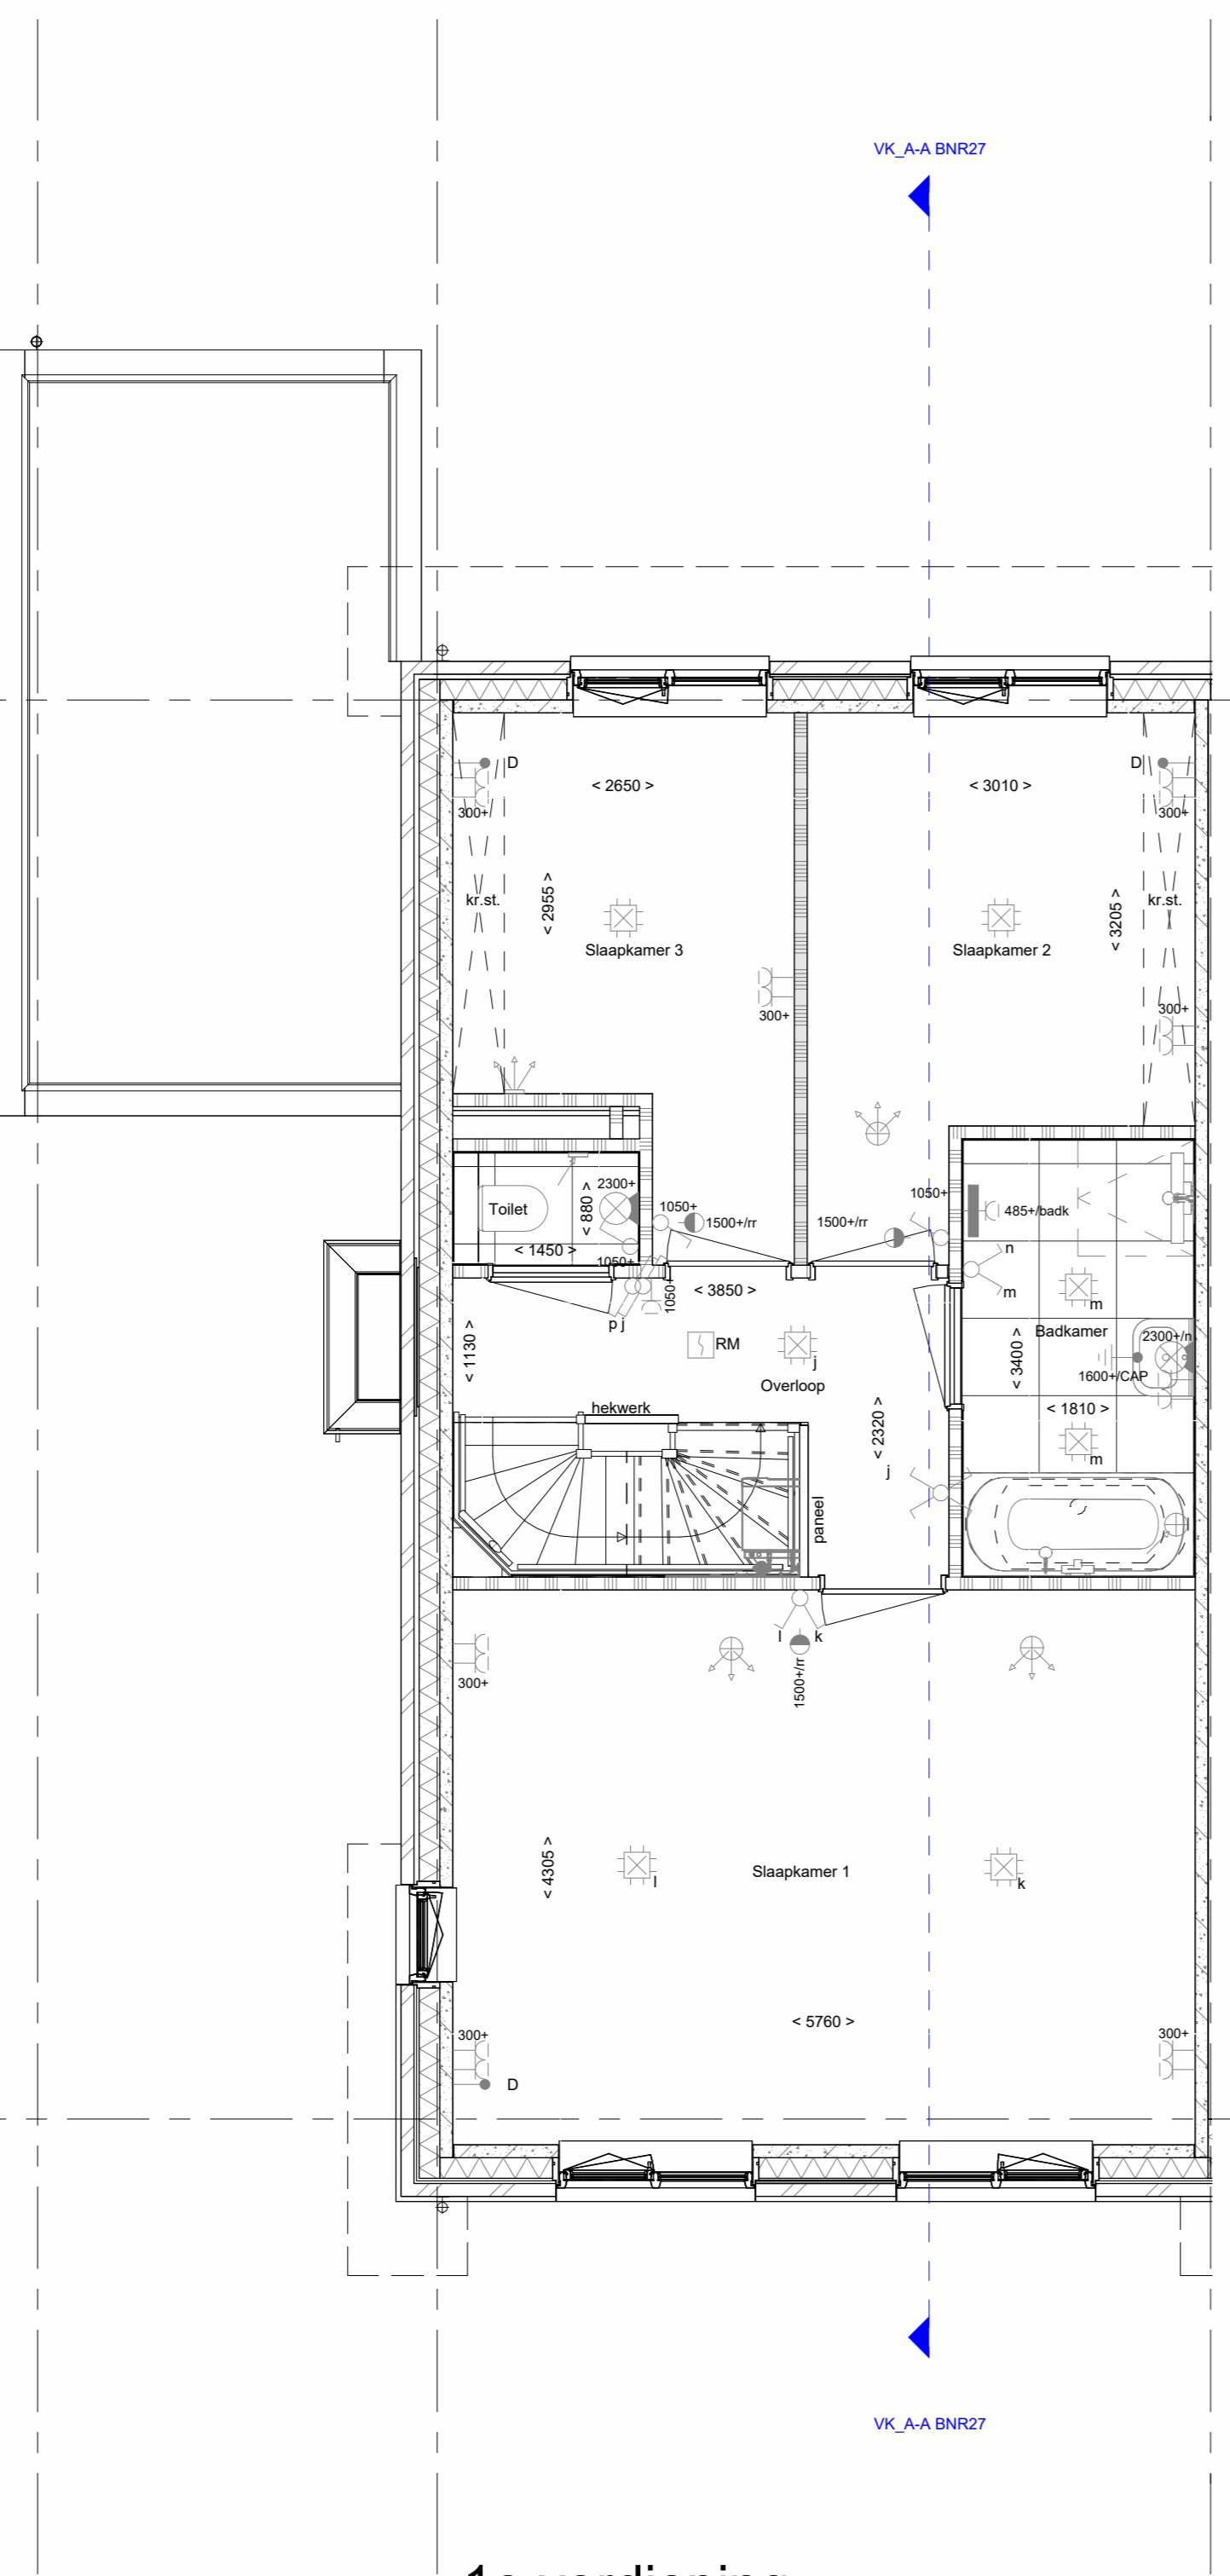 VK_A-A BNR27
D
< 2650 >
< 3010 >
D
300+
300+
kr.st.
< 2955 >
< 3205 >
kr.st.
Slaapkamer 3
Slaapkamer 2
300+
300+
2300+
1050+
1050+
Toilet
< 880 >
1500+/rr
1500+/rr
485+/badk
< 1450 >
1050+
n
1050+
< 3850 >
m
m
p j
Badkamer
2300+/n
< 1130 >
RM
j
< 3400 >
1600+/CAP
Overloop
hekwerk
< 2320 >
< 1810 >
j
m
paneel
l
k
300+
1500+/rr
< 4305 >
Slaapkamer 1
l
k
< 5760 >
300+
300+
D
VK_A-A BNR27